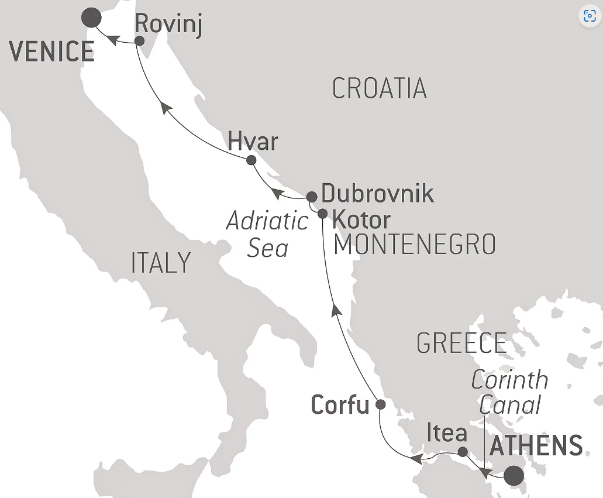 Rovinj
VENICE
CROATIA
Hvar
Dubrovnik
Adriatic
Sea
Kotor
MONTENEGRO
ITALY
GREECE
Corinth
Canal
Corfu
Itea
ATHENS